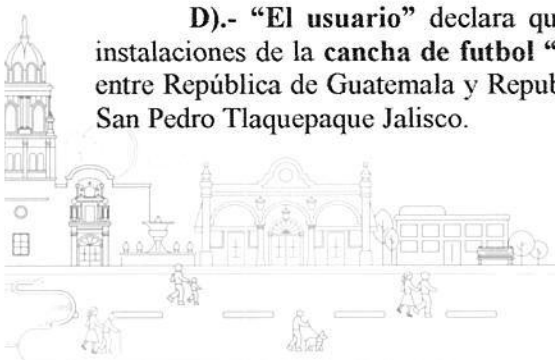 D).- “El usuario” declara qu
instalaciones de la cancha de futbol “
entre República de Guatemala y Repub
San Pedro Tlaquepaque Jalisco.